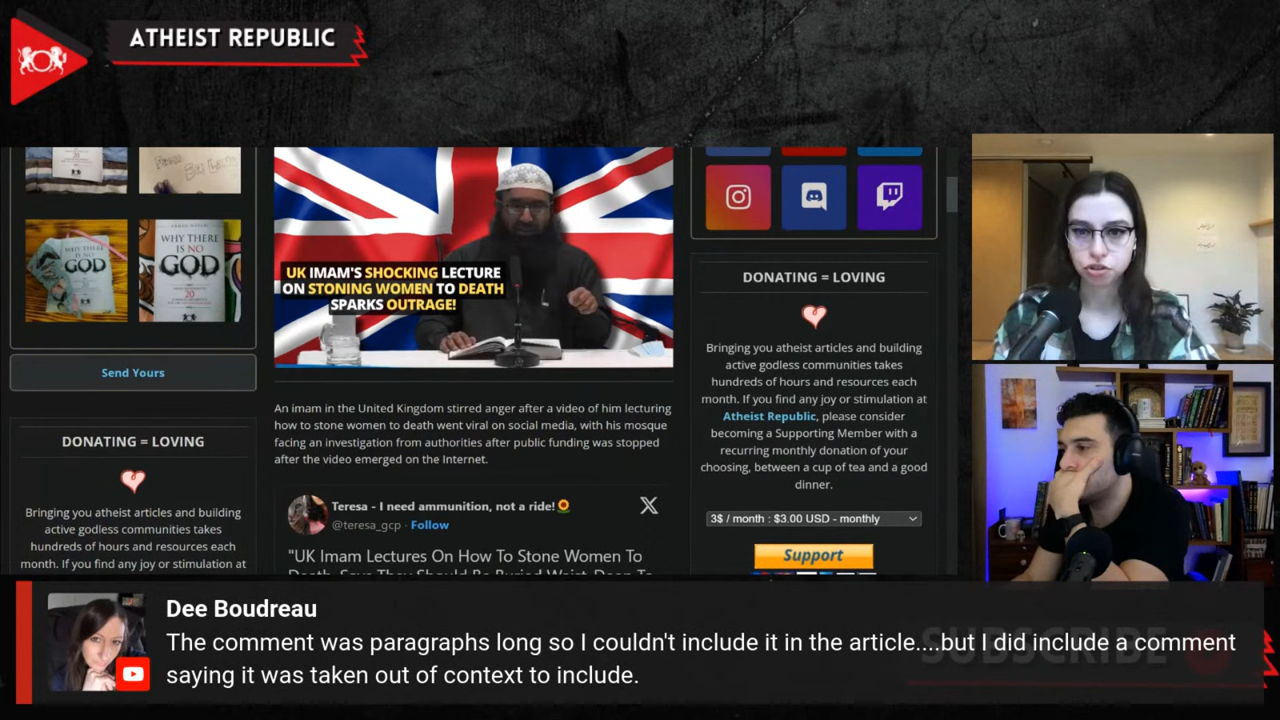 ATHEIST REPUBLIC
WHY THERE
IS NO
GOD
20
Send Yours
DONATING = LOVING
Bringing you atheist articles and building
active godless communities takes
hundreds of hours and resources each
month. If you find any joy or stimulation at
UK IMAM'S SHOCKING LECTURE
ON STONING WOMEN TO DEATH
SPARKS OUTRAGE!
An imam in the United Kingdom stirred anger after a video of him lecturing
how to stone women to death went viral on social media, with his mosque
facing an investigation from authorities after public funding was stopped
after the video emerged on the Internet.
Teresa - I need ammunition, not a ride!🌻
@teresa_gcp · Follow
"UK Imam Lectures On How To Stone Women To
Death, Says They Should Be Buried Waist-Deep To
DONATING = LOVING
Bringing you atheist articles and building
active godless communities takes
hundreds of hours and resources each
month. If you find any joy or stimulation at
Atheist Republic, please consider
becoming a Supporting Member with a
recurring monthly donation of your
choosing, between a cup of tea and a good
dinner.
3$ / month : $3.00 USD - monthly
Support
Dee Boudreau
The comment was paragraphs long so I couldn't include it in the article....but I did include a comment
saying it was taken out of context to include.
SUBSCRIBE